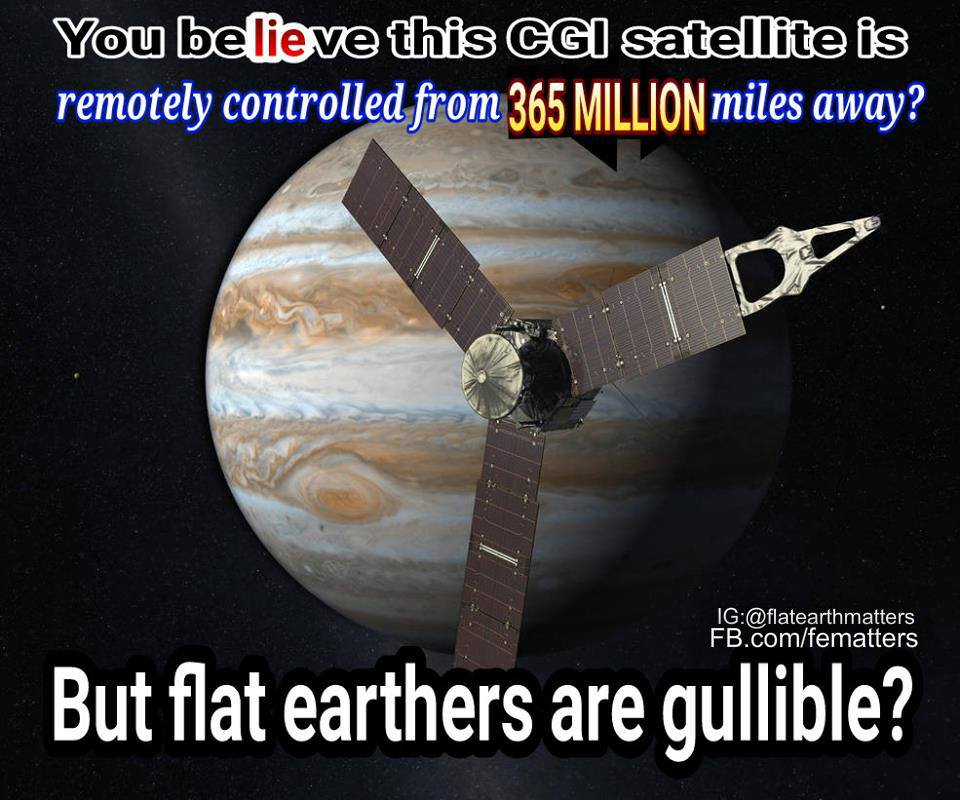 You believe this CGI satellite is
remotely controlled from 365 MILLION miles away?
IG:@flatearthmatters
FB.com/fematters
But flat earthers are gullible?